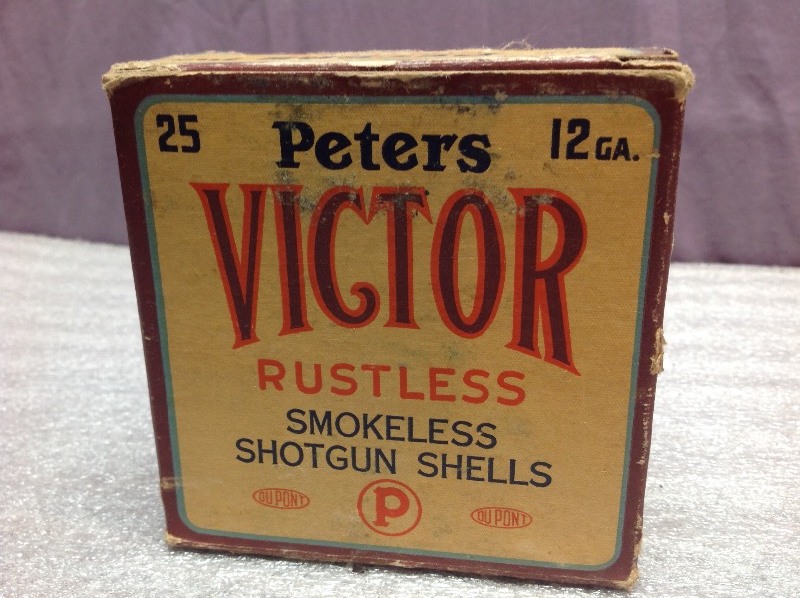 25 Peters 12 GA.
VICTOR
RUSTLESS
SMOKELESS
SHOTGUN SHELLS
DU PONT P DU PONT